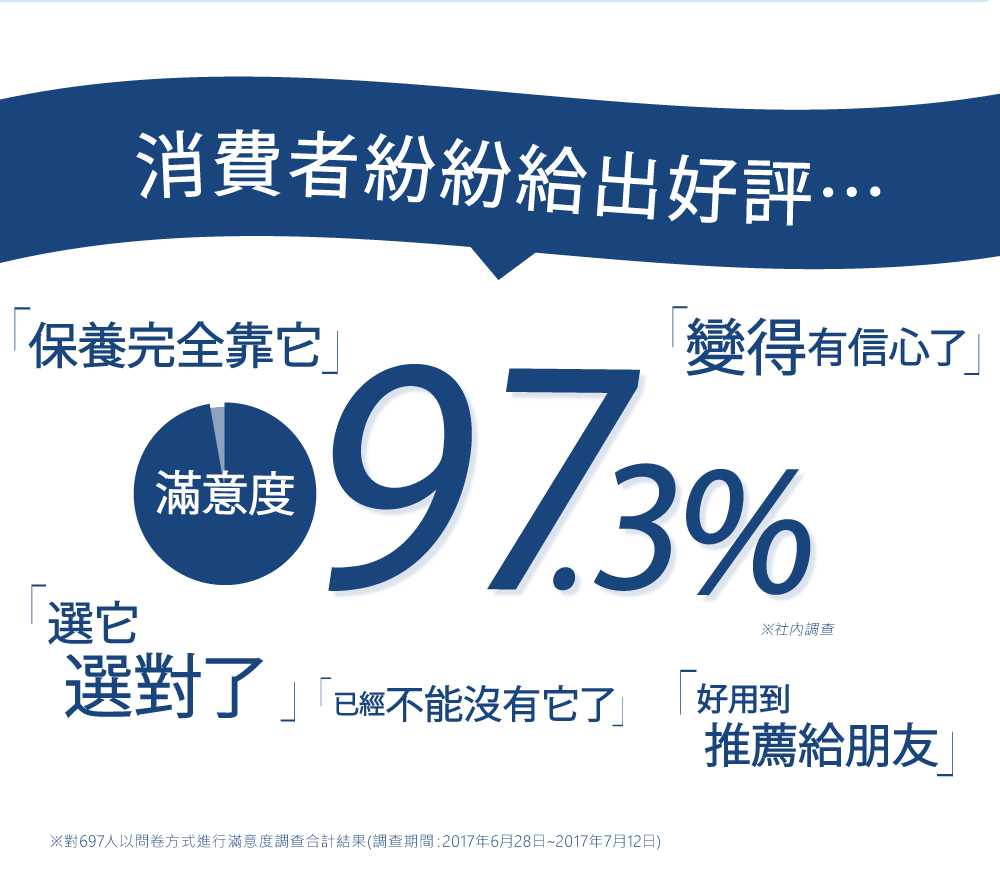 消費者紛紛給出好評…
「保養完全靠它」
「變得有信心了」
滿意度
97.3%
※社內調查
「選它
選對了」
「已經不能沒有它了」
「好用到
推薦給朋友」
※對697人以問卷方式進行滿意度調查合計結果(調查期間：2017年6月28日~2017年7月12日)